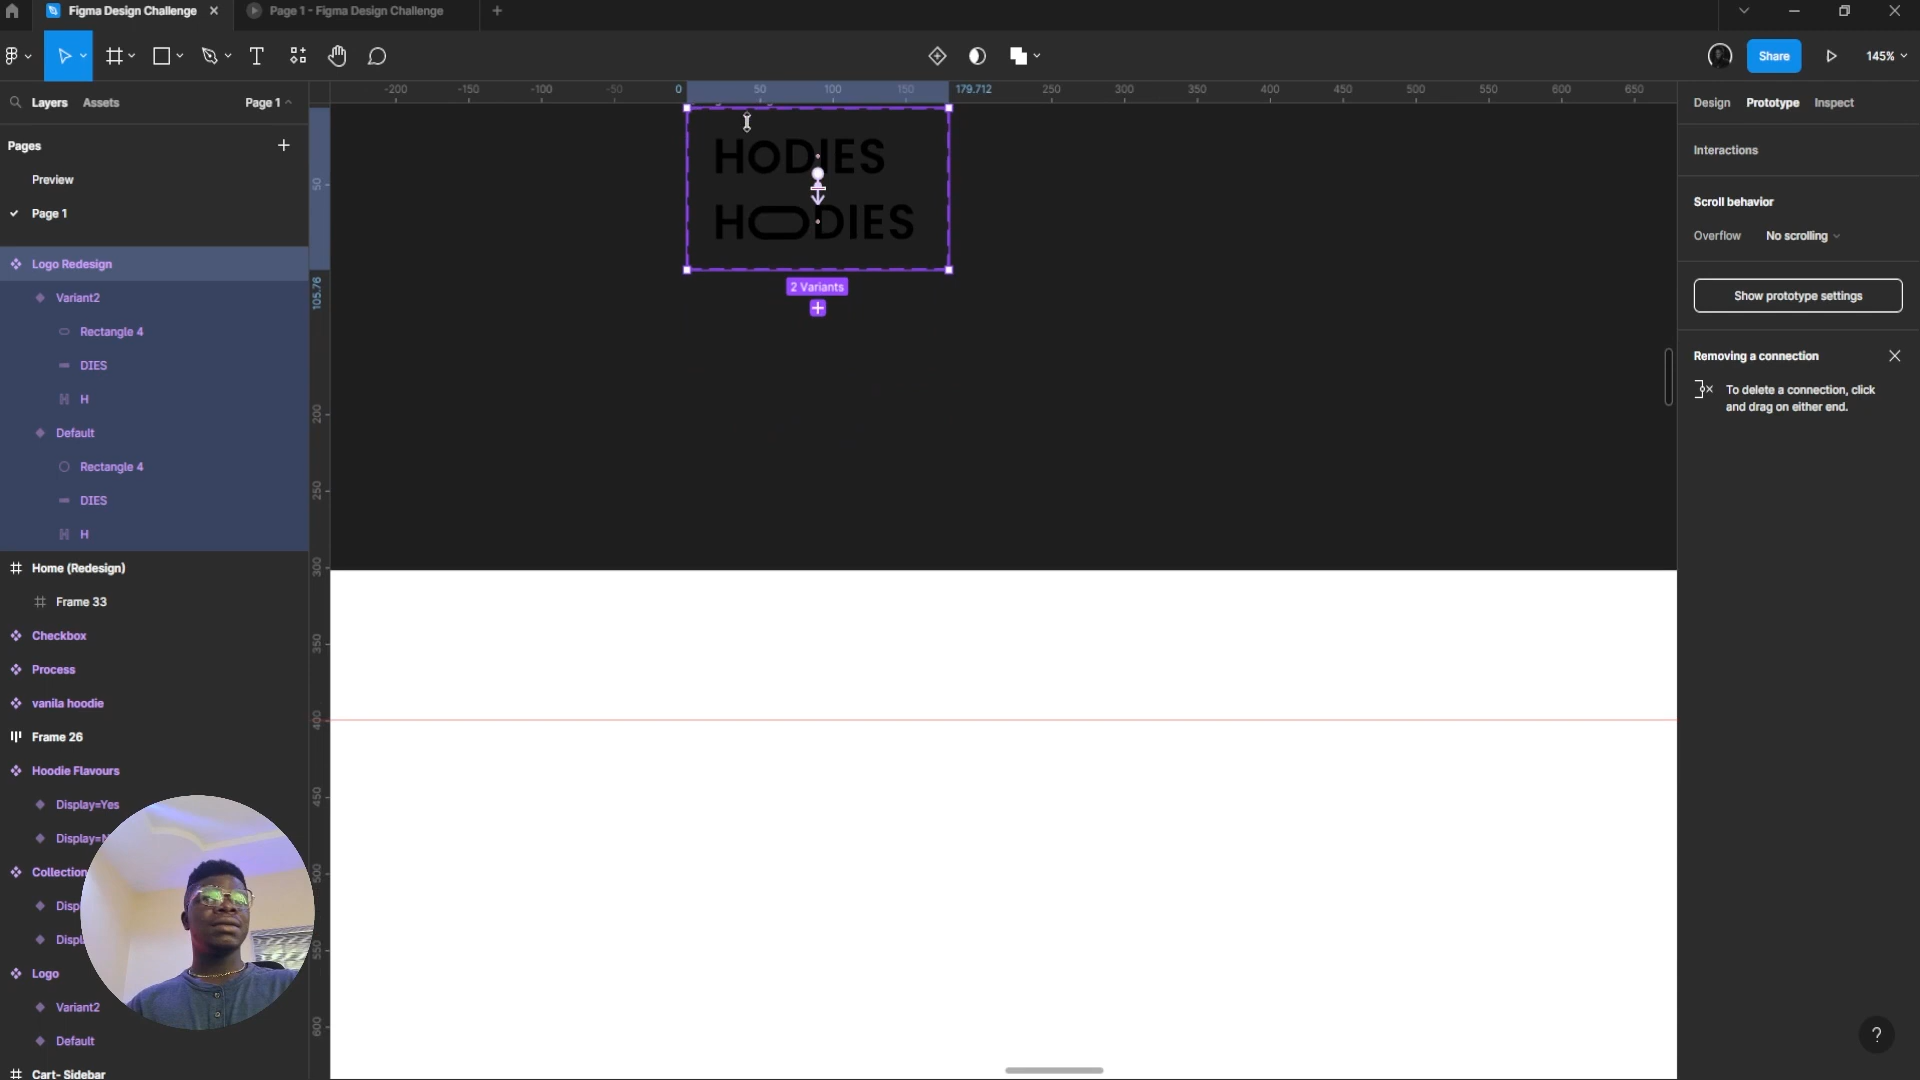 Figma Design Challenge
Page 1 - Figma Design Challenge
Share
145%
Layers
Assets
Page 1
-200
-150
-100
-50
0
50
100
150
179.712
250
300
350
400
450
500
550
600
650
Design
Prototype
Inspect
Pages
Preview
Page 1
Logo Redesign
Variant2
Rectangle 4
DIES
H
Default
Rectangle 4
DIES
H
Home (Redesign)
Frame 33
Checkbox
Process
vanila hoodie
Frame 26
Hoodie Flavours
Display=Yes
Display=N
Collection
Disp
Displ
Logo
Variant2
Default
Cart- Sidebar
50
105.76
200
250
300
350
400
450
500
550
600
HODIES
HOODIES
2 Variants
Interactions
Scroll behavior
Overflow
No scrolling
Show prototype settings
Removing a connection
To delete a connection, click
and drag on either end.
?